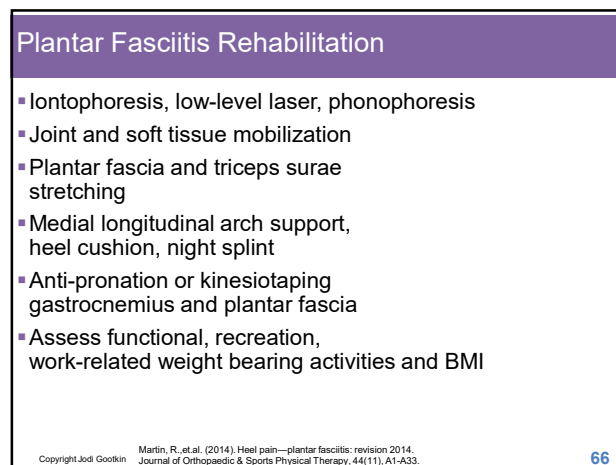 Plantar Fasciitis Rehabilitation
▪ Iontophoresis, low-level laser, phonophoresis
▪ Joint and soft tissue mobilization
▪ Plantar fascia and triceps surae
stretching
▪ Medial longitudinal arch support,
heel cushion, night splint
▪ Anti-pronation or kinesiotaping
gastrocnemius and plantar fascia
▪ Assess functional, recreation,
work-related weight bearing activities and BMI
Martin, R.,et.al. (2014). Heel pain—plantar fasciitis: revision 2014.
Copyright Jodi Gootkin Journal of Orthopaedic & Sports Physical Therapy, 44(11), A1-A33. 66